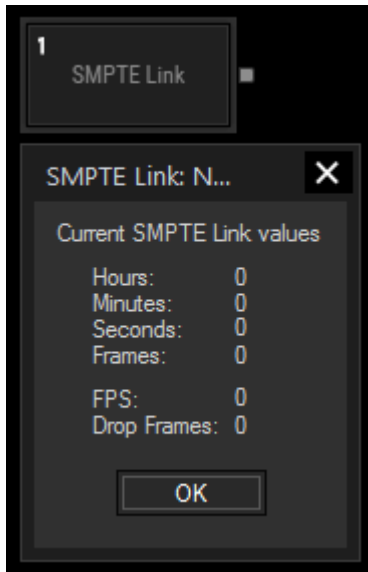 1
SMPTE Link
SMPTE Link: N...
Current SMPTE Link values
Hours: 0
Minutes: 0
Seconds: 0
Frames: 0
FPS: 0
Drop Frames: 0
OK